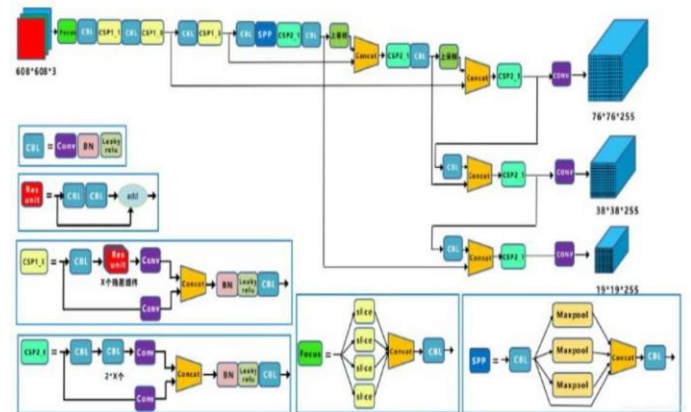 Focus CBL CSP1_1 CBL CSP1_3 CBL CSP1_3 CBL SPP CSP2_1 CBL 上采样 Concat CSP2_1 CBL 上采样 Concat CSP2_1 CONV
608*608*3
76*76*255
CBL = Conv BN Leaky relu
CBL Concat CSP2_1 CONV
38*38*255
Res unit = CBL CBL add
CBL Concat CSP2_1 CONV
19*19*255
CSP1_X = CBL Res unit Conv
X个残差组件
Concat BN Leaky relu CBL
Conv
CSP2_X = CBL CBL Conv
2*X个
Concat BN Leaky relu CBL
Conv
Focus = slice slice slice slice Concat CBL
SPP = CBL Maxpool Maxpool Maxpool Concat CBL